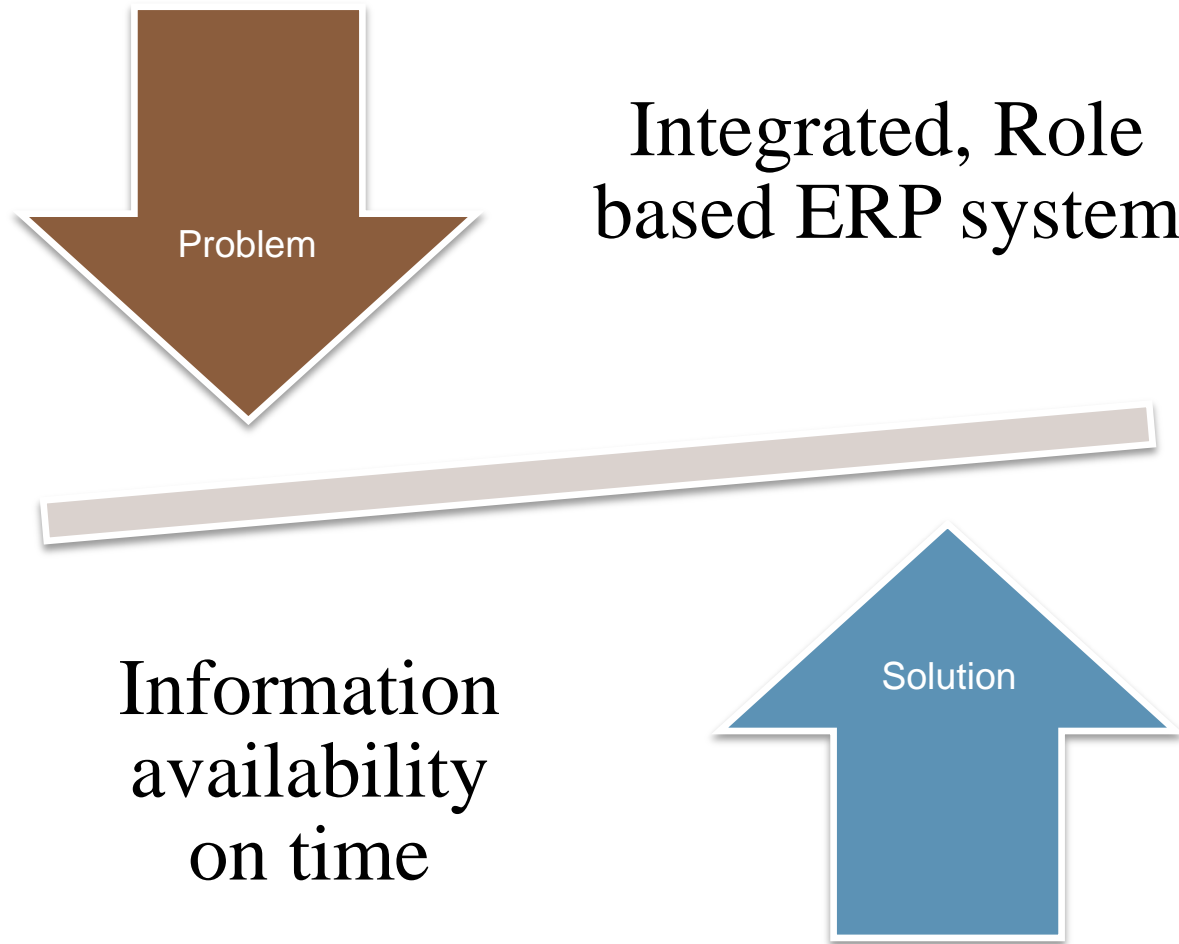 Problem
Integrated, Role
based ERP system
Information
availability
on time
Solution